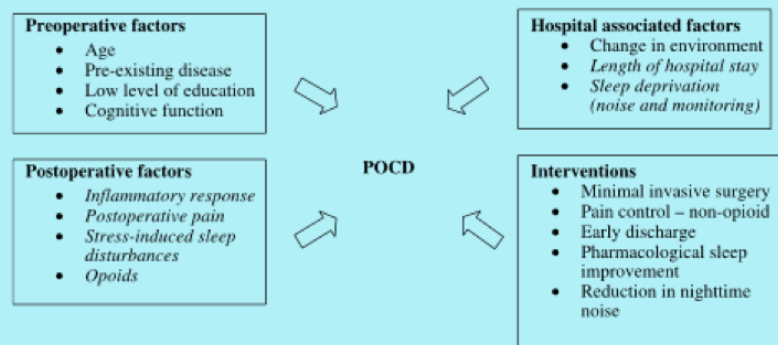 Preoperative factors
• Age
• Pre-existing disease
• Low level of education
• Cognitive function
Hospital associated factors
• Change in environment
• Length of hospital stay
• Sleep deprivation
(noise and monitoring)
POCD
Postoperative factors
• Inflammatory response
• Postoperative pain
• Stress-induced sleep
disturbances
• Opoids
Interventions
• Minimal invasive surgery
• Pain control – non-opioid
• Early discharge
• Pharmacological sleep
improvement
• Reduction in nighttime
noise